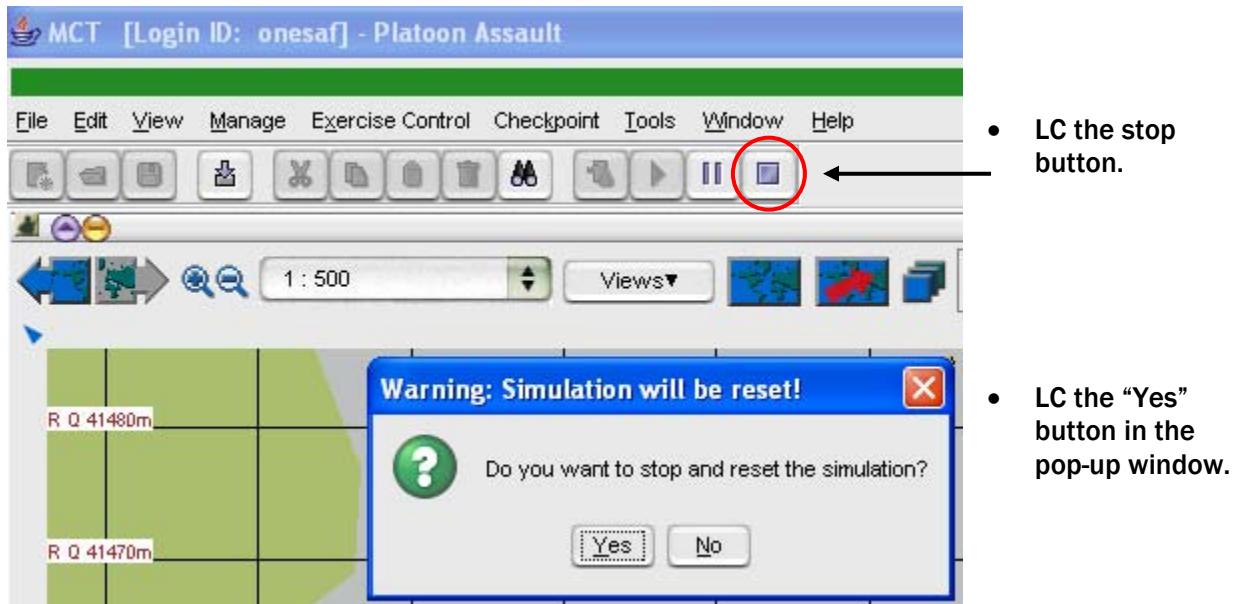 MCT [Login ID: onesaf] - Platoon Assault
File Edit View Manage Exercise Control Checkpoint Tools Window Help
1 : 500
Views▼
Warning: Simulation will be reset!
Do you want to stop and reset the simulation?
Yes No
R Q 41480m
R Q 41470m
• LC the stop
button.
• LC the “Yes”
button in the
pop-up window.